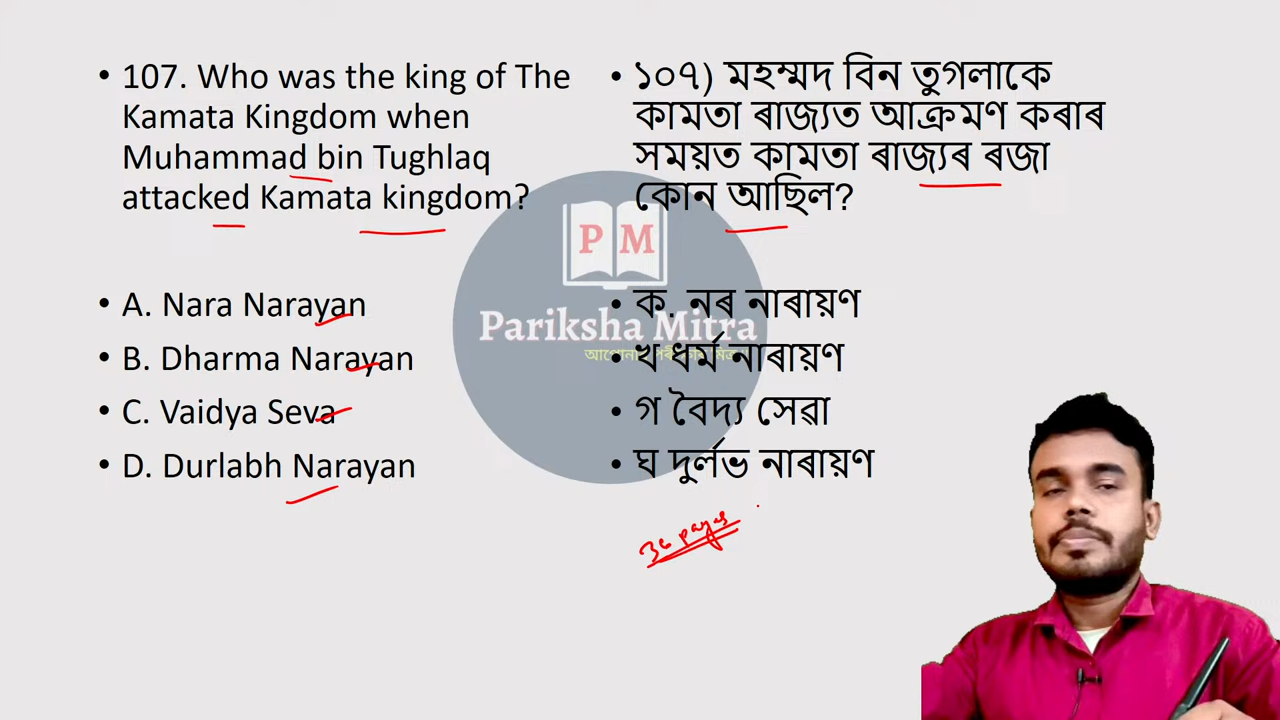 • 107. Who was the king of The
Kamata Kingdom when
Muhammad bin Tughlaq
attacked Kamata kingdom?
• A. Nara Narayan
• B. Dharma Narayan
• C. Vaidya Seva
• D. Durlabh Narayan
• ১০৭) মহম্মদ বিন তুগলাকে
কামতা ৰাজ্যত আক্ৰমণ কৰাৰ
সময়ত কামতা ৰাজ্যৰ ৰজা
কোন আছিল?
• ক. নৰ নাৰায়ণ
• খ ধৰ্ম নাৰায়ণ
• গ বৈদ্য সেৱা
• ঘ দুৰ্লভ নাৰায়ণ
P M
Pariksha Mitra
36 pages